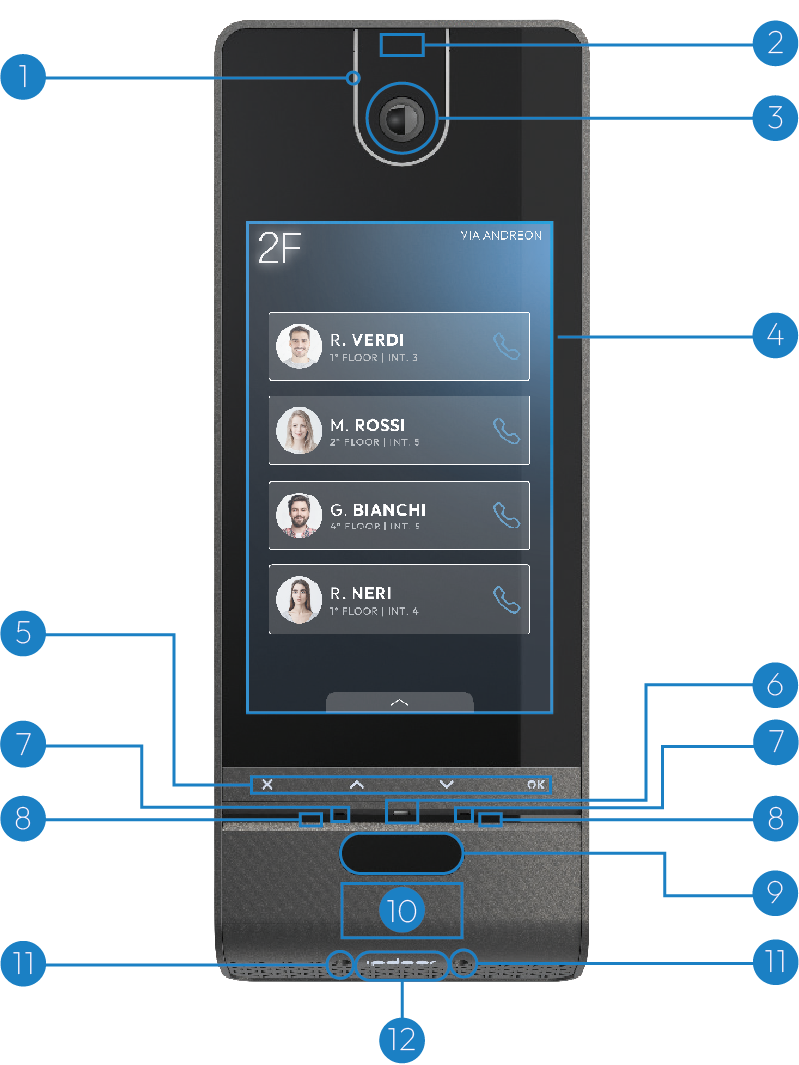 2
1
3
2F
VIA ANDREON
R. VERDI
1° FLOOR | INT. 3
4
M. ROSSI
2° FLOOR | INT. 5
G. BIANCHI
4° FLOOR | INT. 5
R. NERI
1° FLOOR | INT. 4
5
6
7
7
X
OK
8
8
9
10
11
11
12